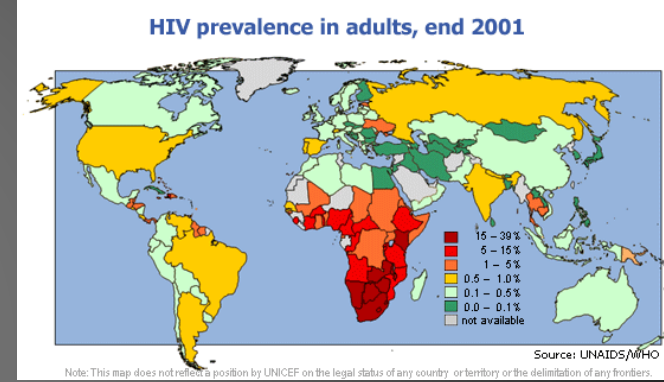 HIV prevalence in adults, end 2001
15 – 39%
5 – 15%
1 – 5%
0.5 – 1.0%
0.1 – 0.5%
0.0 – 0.1%
not available
Source: UNAIDS/WHO
Note: This map does not reflect a position by UNICEF on the legal status of any country or territory or the delimitation of any frontiers.